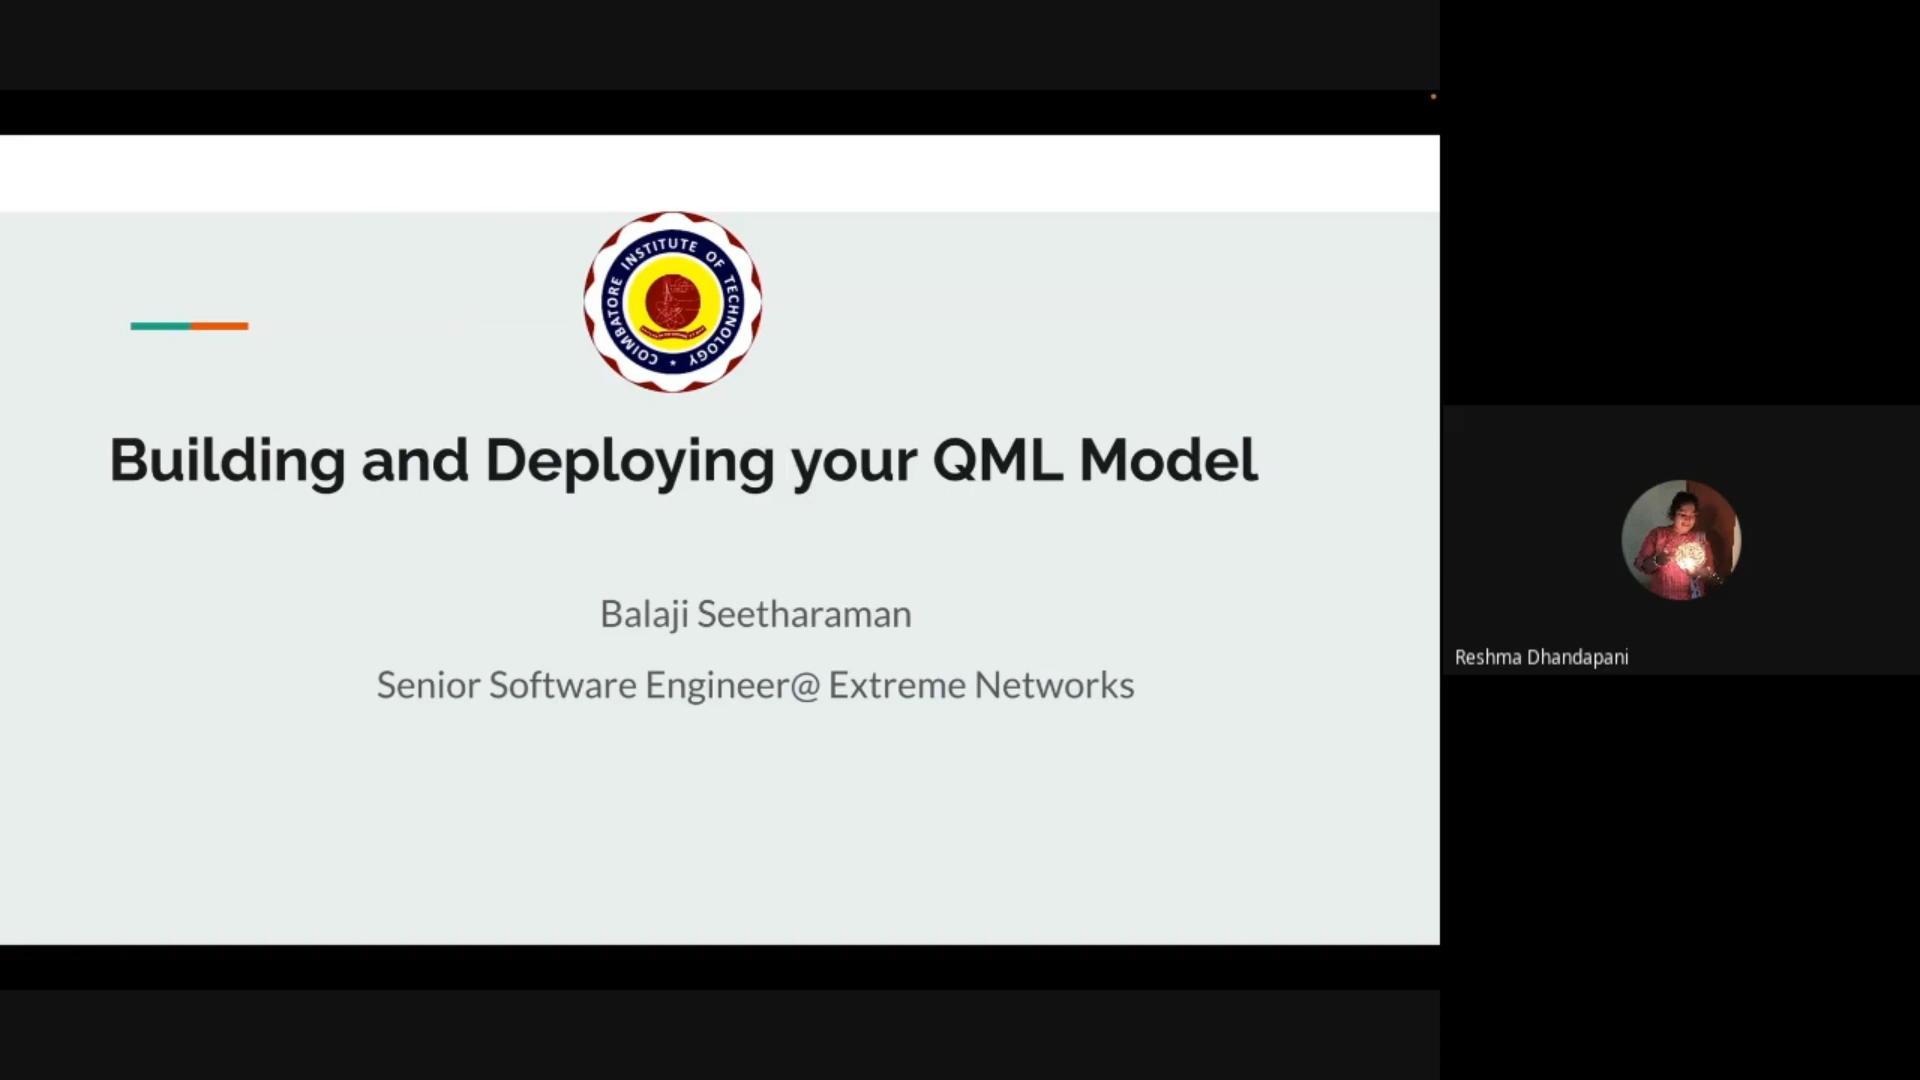 COIMBATORE INSTITUTE OF TECHNOLOGY
Building and Deploying your QML Model
Balaji Seetharaman
Senior Software Engineer@ Extreme Networks
Reshma Dhandapani